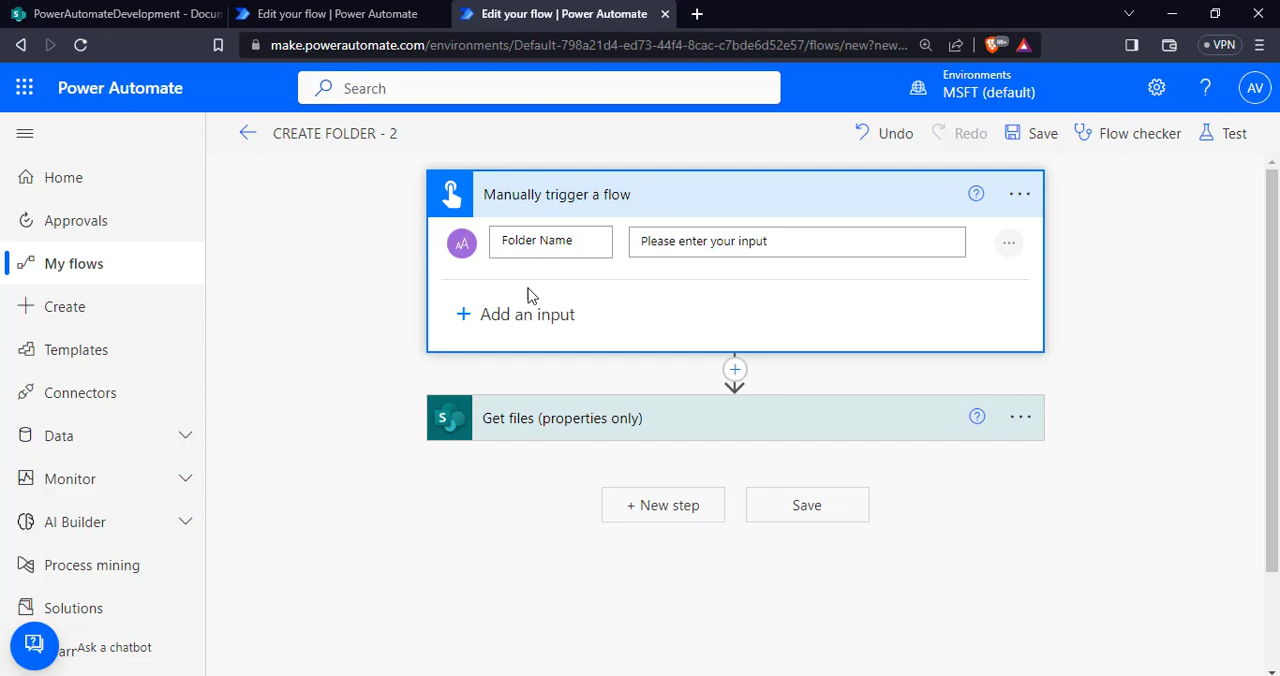 PowerAutomateDevelopment - Docun
Edit your flow | Power Automate
Edit your flow | Power Automate
make.powerautomate.com/environments/Default-798a21d4-ed73-44f4-8cac-c7bde6d52e57/flows/new?new...
99+
VPN
Power Automate
Search
Environments
MSFT (default)
AV
CREATE FOLDER - 2
Undo
Redo
Save
Flow checker
Test
Home
Approvals
My flows
Create
Templates
Connectors
Data
Monitor
AI Builder
Process mining
Solutions
Ask a chatbot
Manually trigger a flow
AA
Folder Name
Please enter your input
+ Add an input
S
Get files (properties only)
+ New step
Save